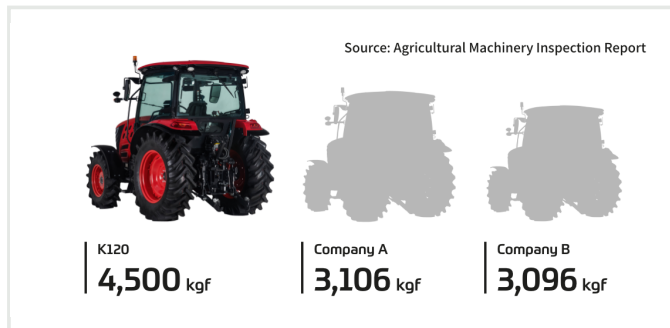 Source: Agricultural Machinery Inspection Report
K120
4,500 kgf
Company A
3,106 kgf
Company B
3,096 kgf